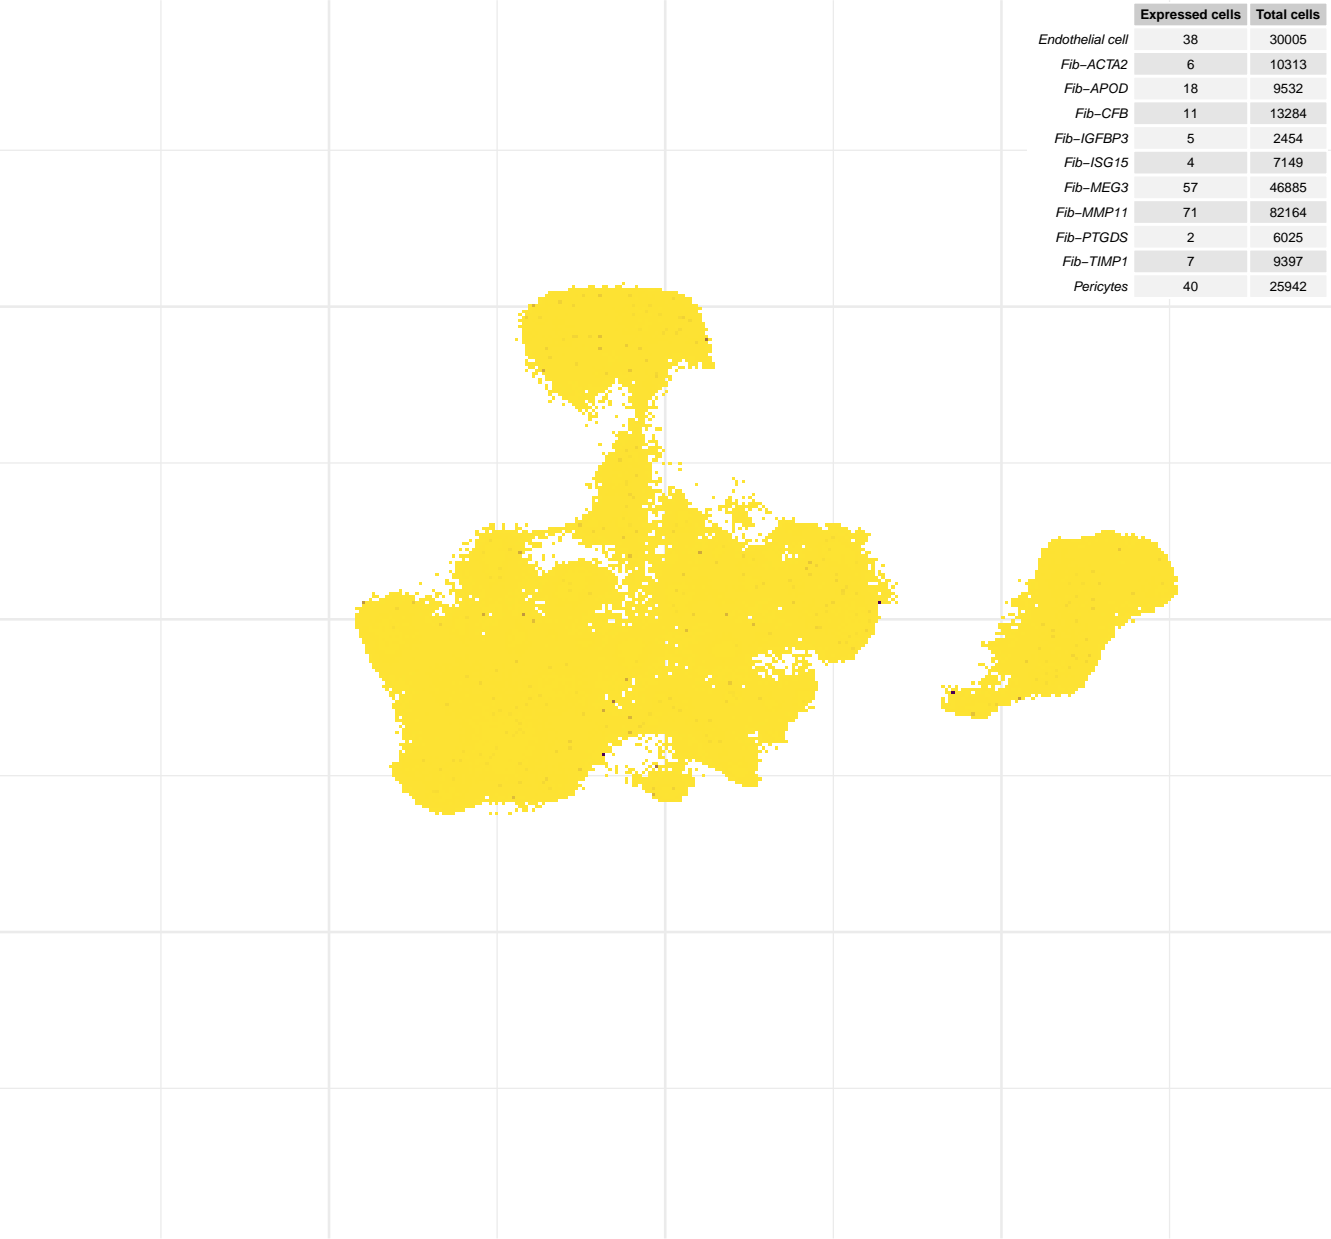 Expressed cells Total cells
Endothelial cell 38 30005
Fib−ACTA2 6 10313
Fib−APOD 18 9532
Fib−CFB 11 13284
Fib−IGFBP3 5 2454
Fib−ISG15 4 7149
Fib−MEG3 57 46885
Fib−MMP11 71 82164
Fib−PTGDS 2 6025
Fib−TIMP1 7 9397
Pericytes 40 25942